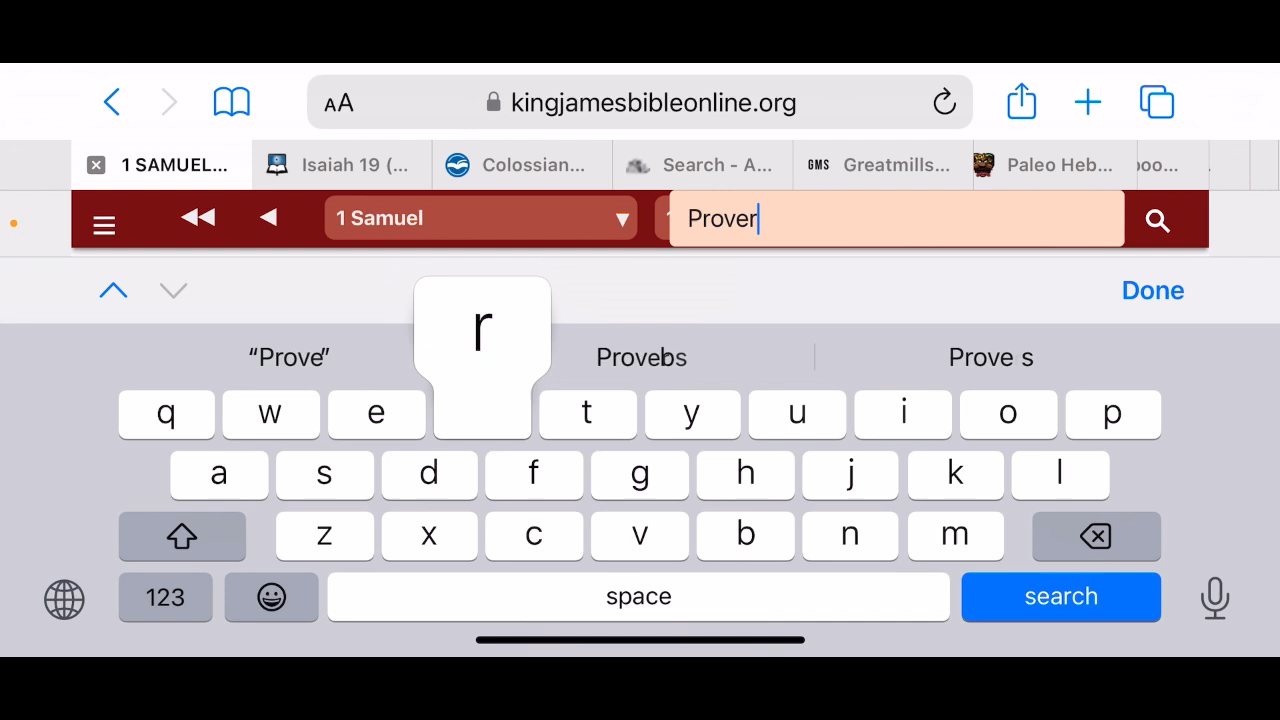 AA kingjamesbibleonline.org
1 SAMUEL... Isaiah 19 (... Colossian... Search - A... GMS Greatmills... Paleo Heb... oo...
1 Samuel ▾ Prover
Done
r
“Prove” Prove s
q w e t y u i o p
a s d f g h j k l
z x c v b n m
123 space search